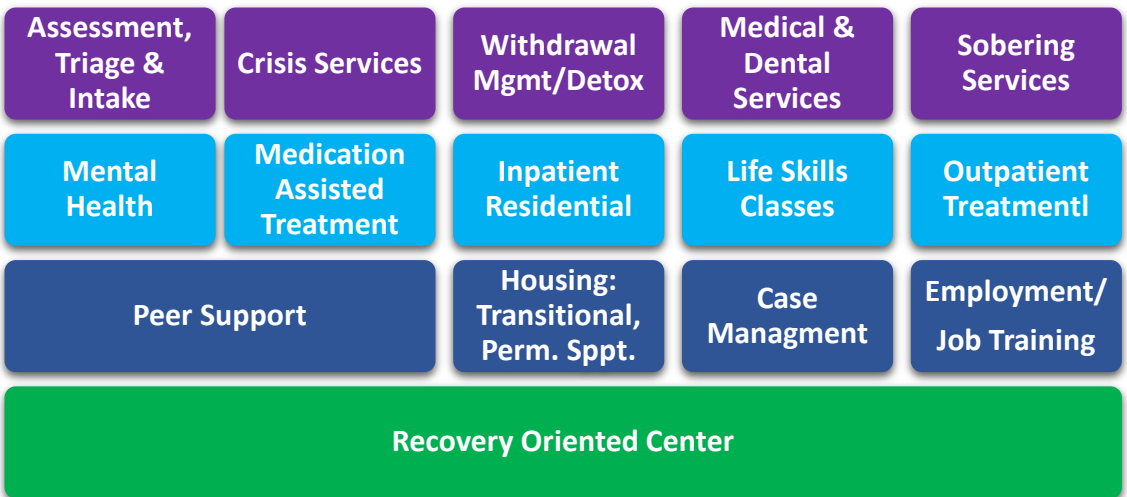 Assessment,
Triage &
Intake
Crisis Services
Withdrawal
Mgmt/Detox
Medical &
Dental
Services
Sobering
Services
Mental
Health
Medication
Assisted
Treatment
Inpatient
Residential
Life Skills
Classes
Outpatient
Treatmentl
Peer Support
Housing:
Transitional,
Perm. Sppt.
Case
Managment
Employment/
Job Training
Recovery Oriented Center